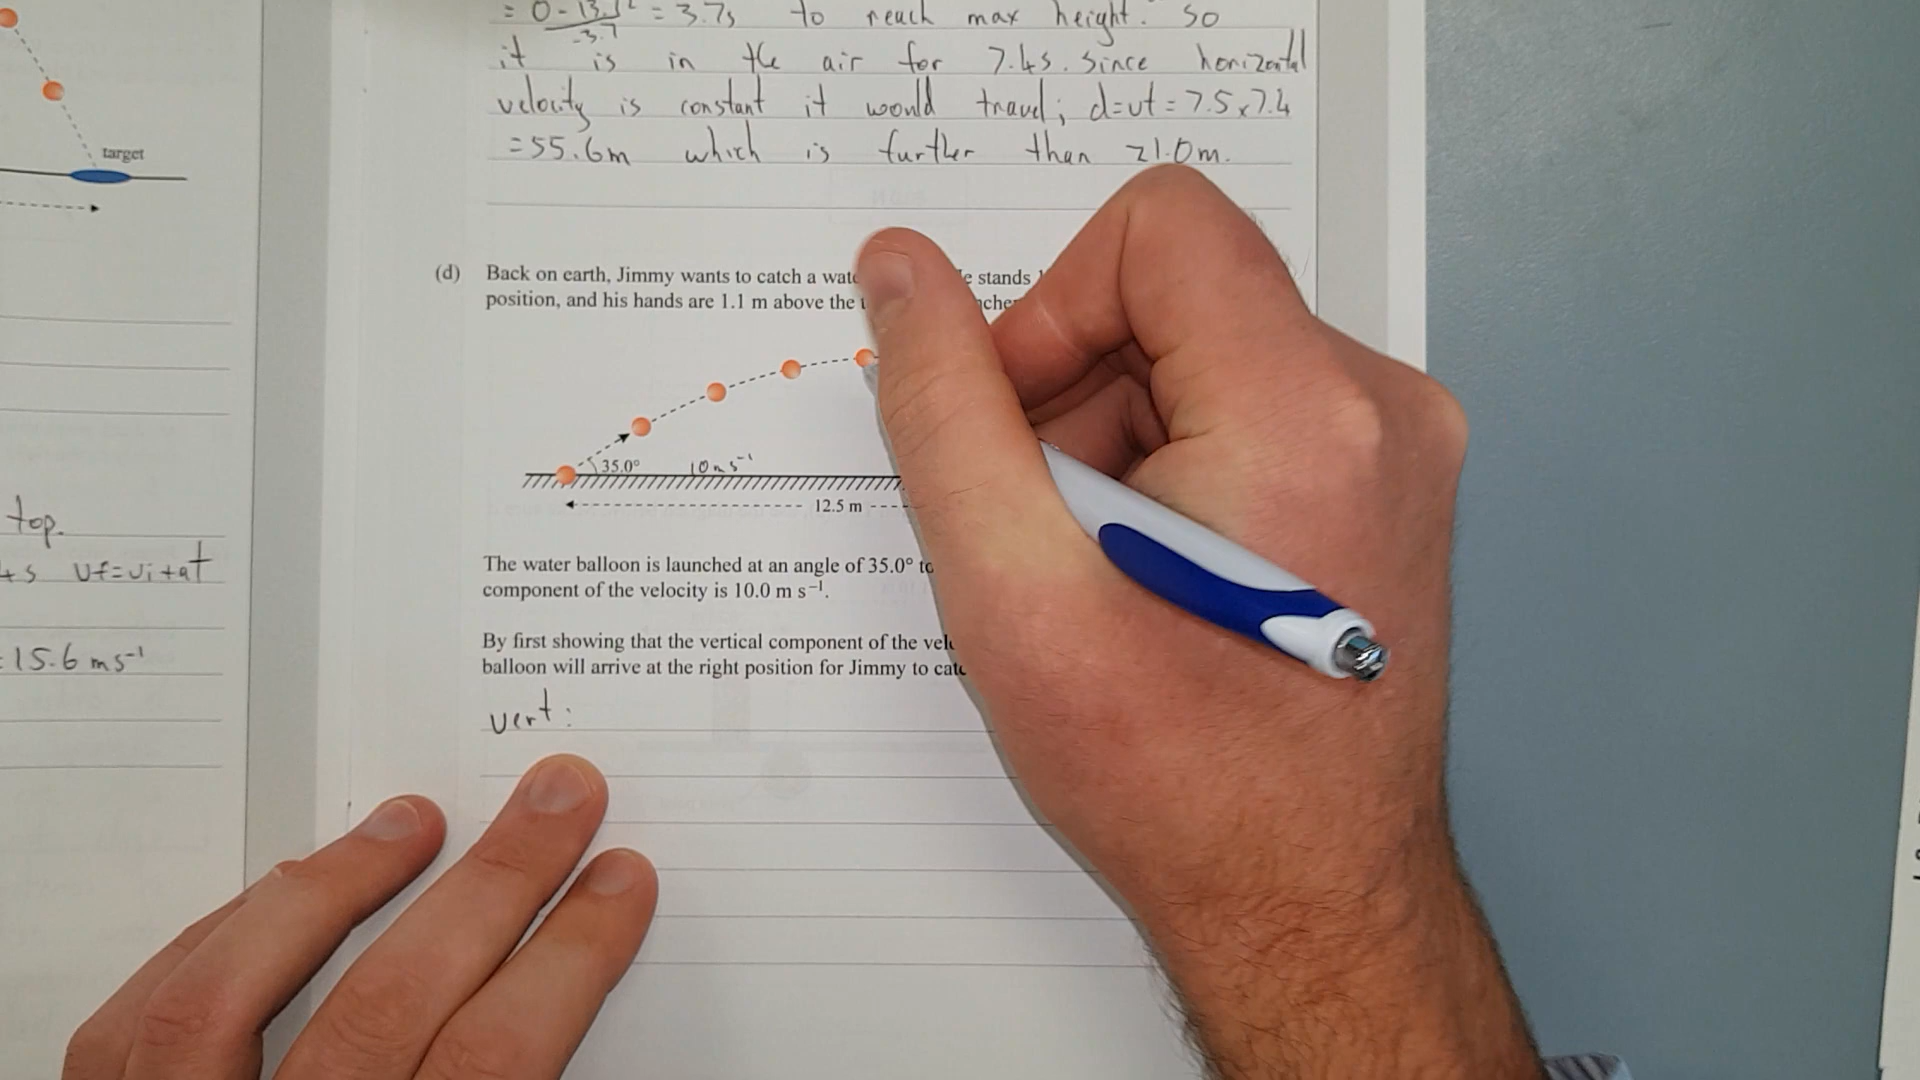 = 0 - 13.5² = 3.7s to reach max height. So
-3.7
it is in the air for 7.4s. Since horizontal
velocity is constant it would travel; d=vt = 7.5 x 7.4
= 55.6m which is further than 21.0m.
target
(d) Back on earth, Jimmy wants to catch a stands
position, and his hands are 1.1 m above the
35.0° 10 ms⁻¹
12.5 m
top.
vf=vi+at
15.6 ms⁻¹
The water balloon is launched at an angle of 35.0°
component of the velocity is 10.0 m s⁻¹.
By first showing that the vertical component of the
balloon will arrive at the right position for Jimmy to
vert: